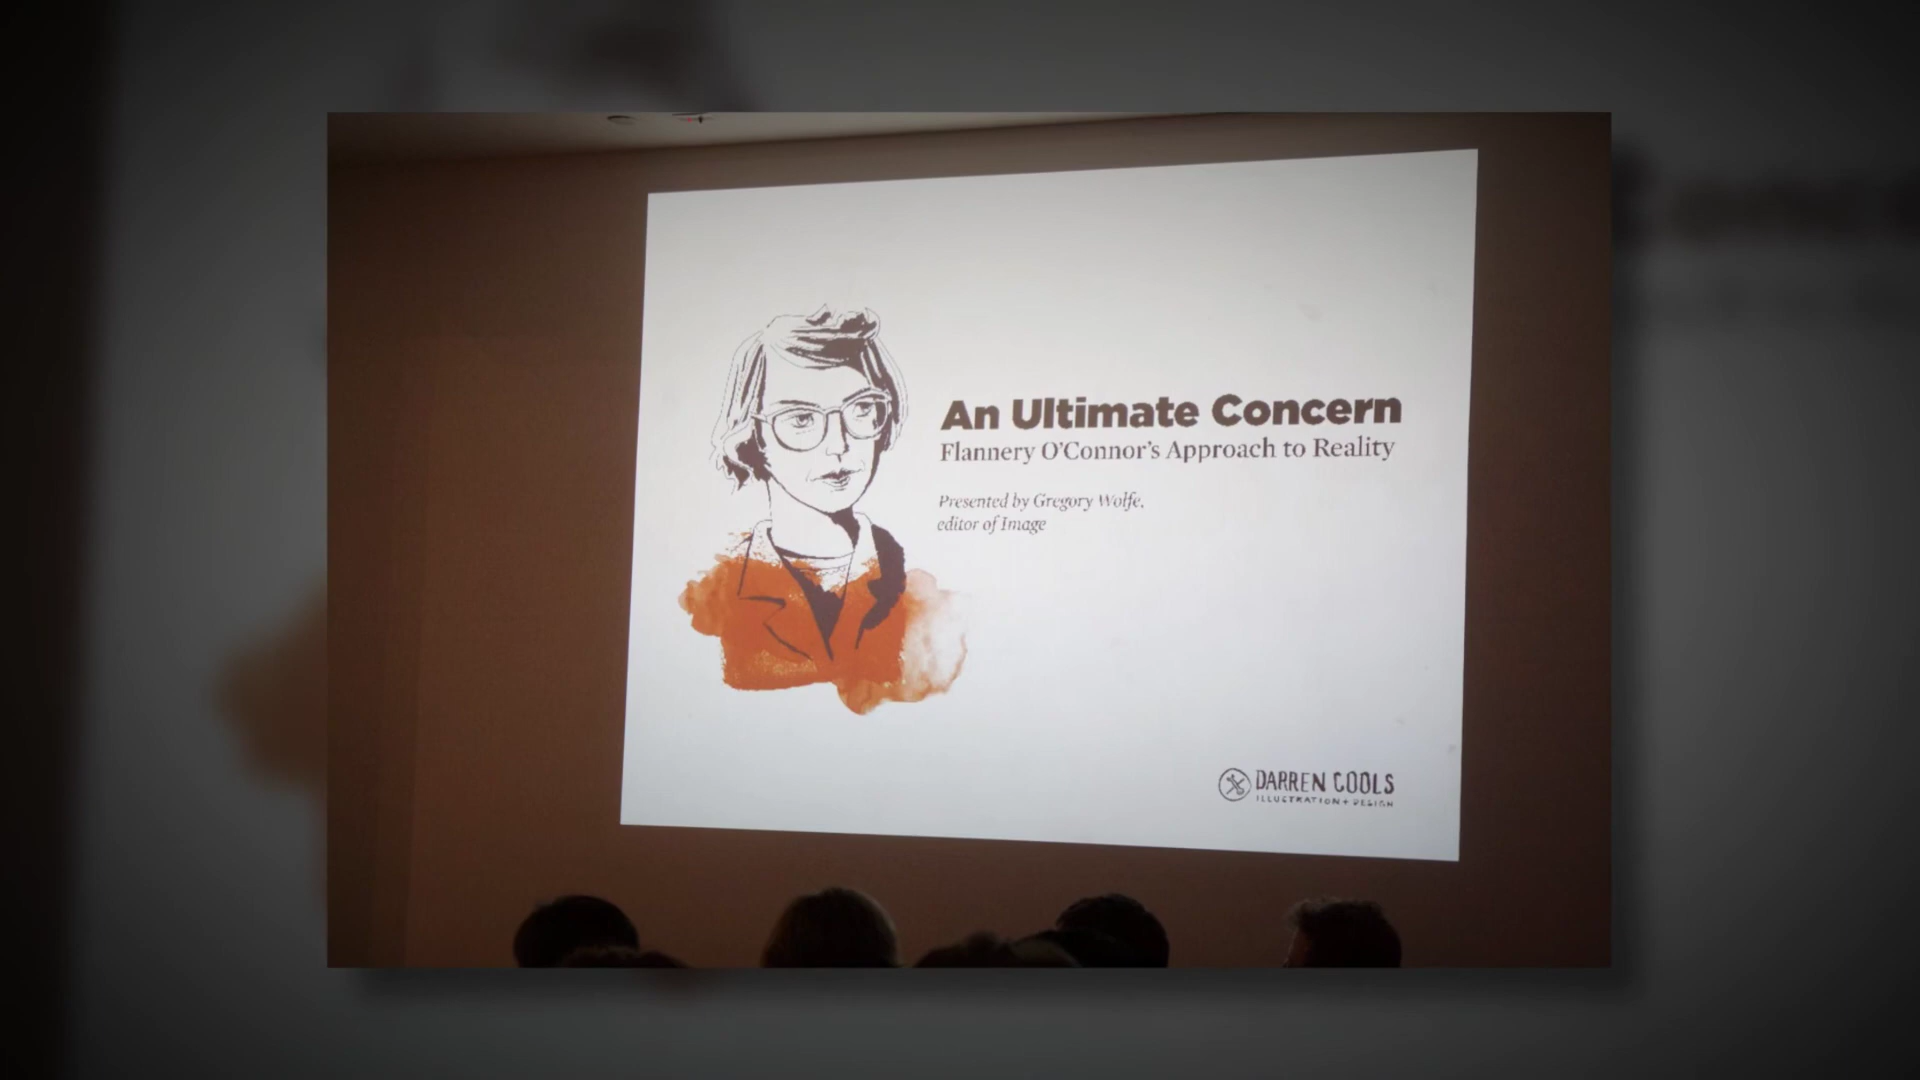 An Ultimate Concern
Flannery O'Connor's Approach to Reality
Presented by Gregory Wolfe,
editor of Image
DARREN COOLS
ILLUSTRATION + DESIGN